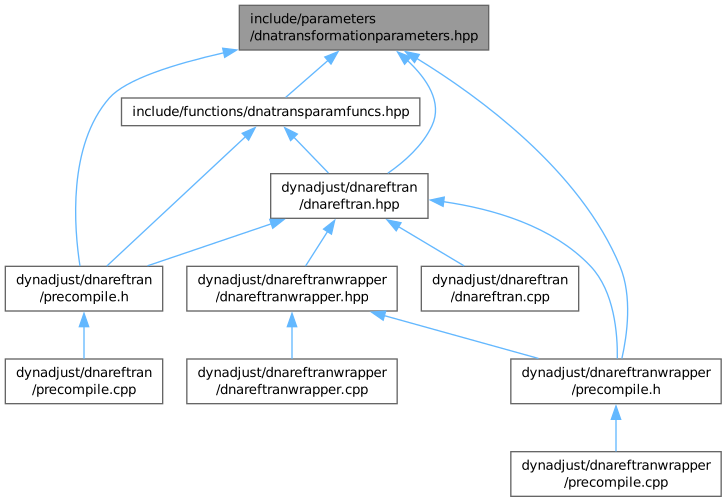 include/parameters
/dnatransformationparameters.hpp
include/functions/dnatransparamfuncs.hpp
dynadjust/dnareftran
/dnareftran.hpp
dynadjust/dnareftran
/precompile.h
dynadjust/dnareftranwrapper
/dnareftranwrapper.hpp
dynadjust/dnareftran
/dnareftran.cpp
dynadjust/dnareftran
/precompile.cpp
dynadjust/dnareftranwrapper
/dnareftranwrapper.cpp
dynadjust/dnareftranwrapper
/precompile.h
dynadjust/dnareftranwrapper
/precompile.cpp